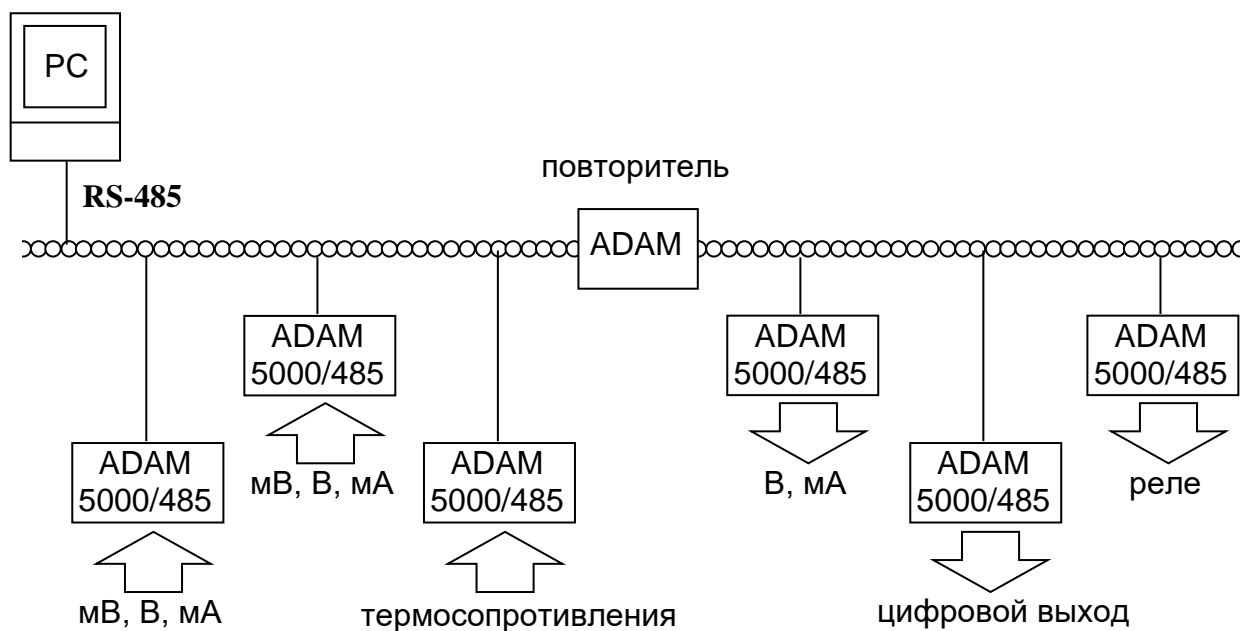 PC
повторитель
RS-485
ADAM
ADAM
5000/485
мВ, В, мА
ADAM
5000/485
мВ, В, мА
ADAM
5000/485
термосопротивления
ADAM
5000/485
В, мА
ADAM
5000/485
цифровой выход
ADAM
5000/485
реле